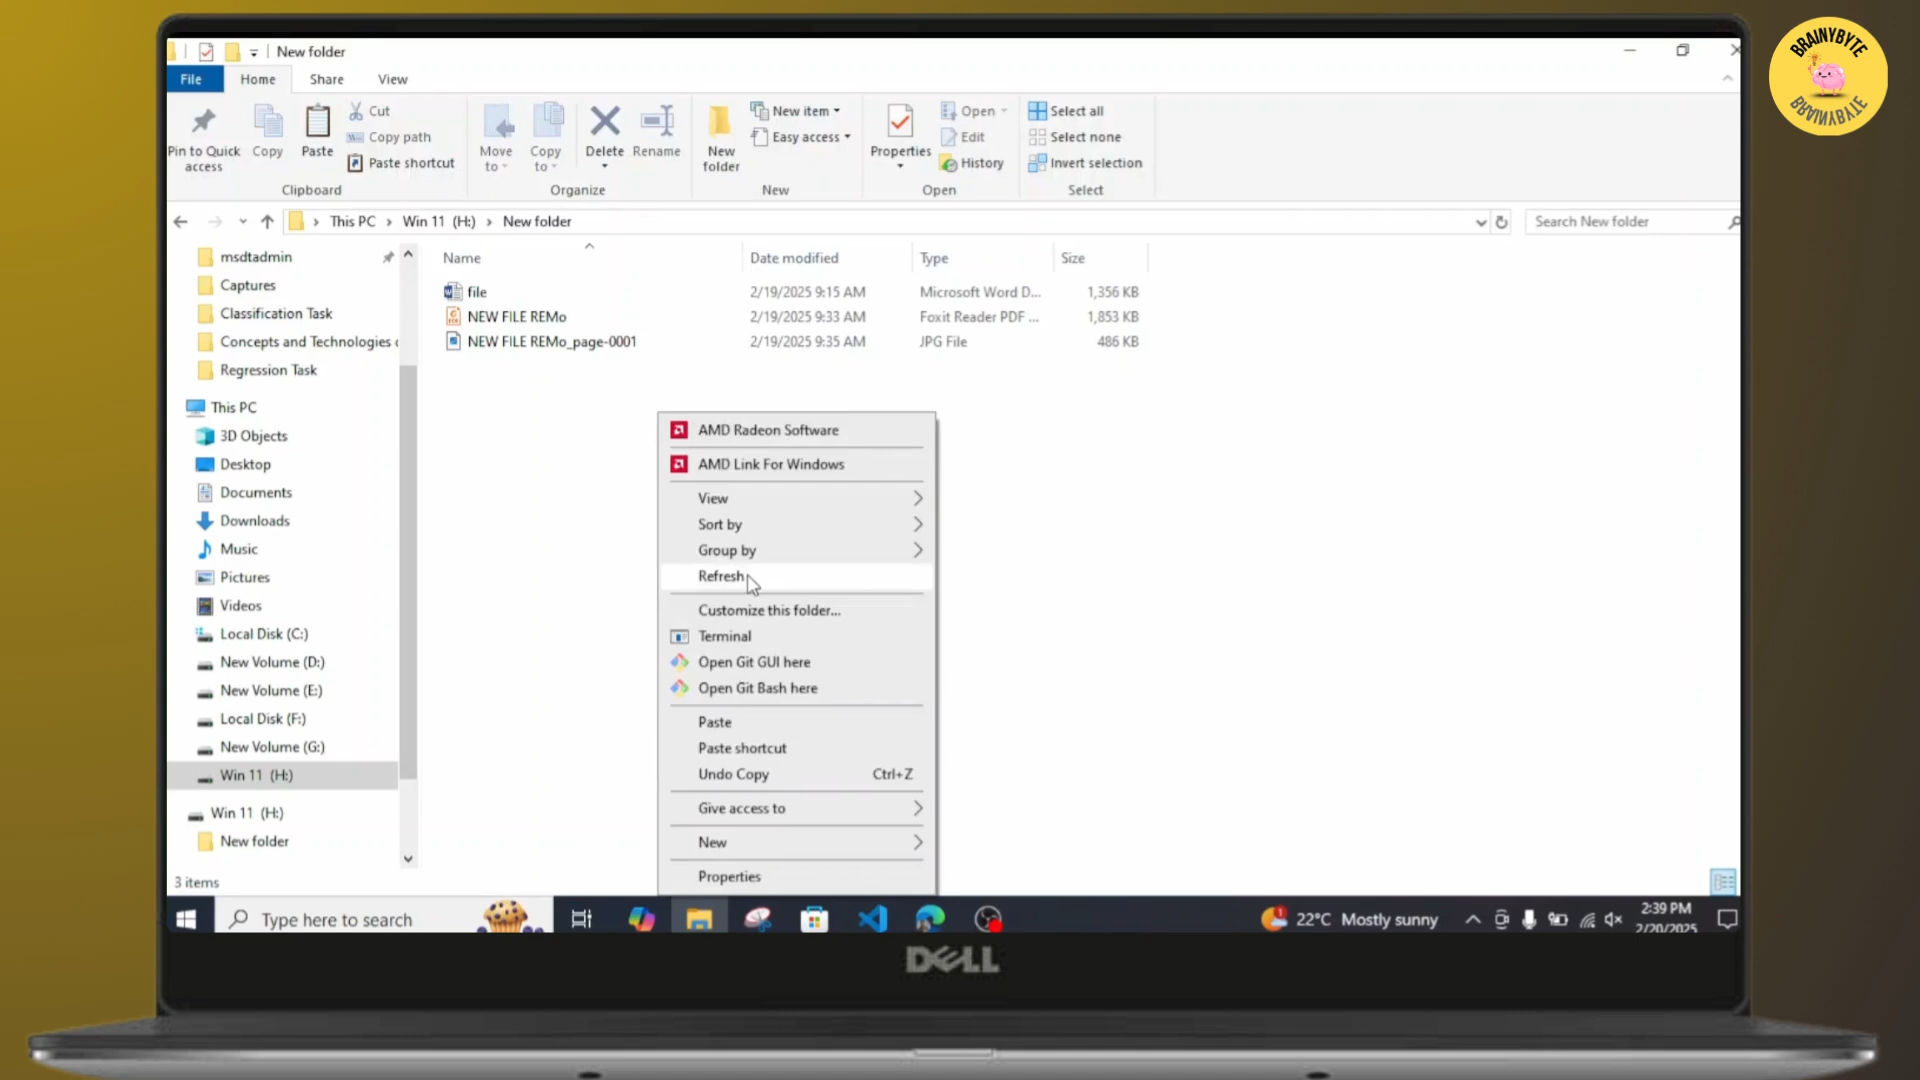 New folder
File Home Share View
Pin to Quick access
Copy
Paste
Cut
Copy path
Paste shortcut
Clipboard
Move to
Copy to
Delete
Rename
Organize
New folder
New item
Easy access
New
Properties
Open
Edit
History
Open
Select all
Select none
Invert selection
Select
This PC > Win 11 (H:) > New folder
Search New folder
msdtadmin
Captures
Classification Task
Concepts and Technologies
Regression Task
This PC
3D Objects
Desktop
Documents
Downloads
Music
Pictures
Videos
Local Disk (C:)
New Volume (D:)
New Volume (E:)
Local Disk (F:)
New Volume (G:)
Win 11 (H:)
Win 11 (H:)
New folder
Name Date modified Type Size
file 2/19/2025 9:15 AM Microsoft Word D... 1,356 KB
NEW FILE REMo 2/19/2025 9:33 AM Foxit Reader PDF ... 1,853 KB
NEW FILE REMo_page-0001 2/19/2025 9:35 AM JPG File 486 KB
AMD Radeon Software
AMD Link For Windows
View
Sort by
Group by
Refresh
Customize this folder...
Terminal
Open Git GUI here
Open Git Bash here
Paste
Paste shortcut
Undo Copy Ctrl+Z
Give access to
New
Properties
3 items
Type here to search
1
22°C Mostly sunny
2:39 PM
2/20/2025
DELL
BRAINYBYTE
BRAINYBYTE